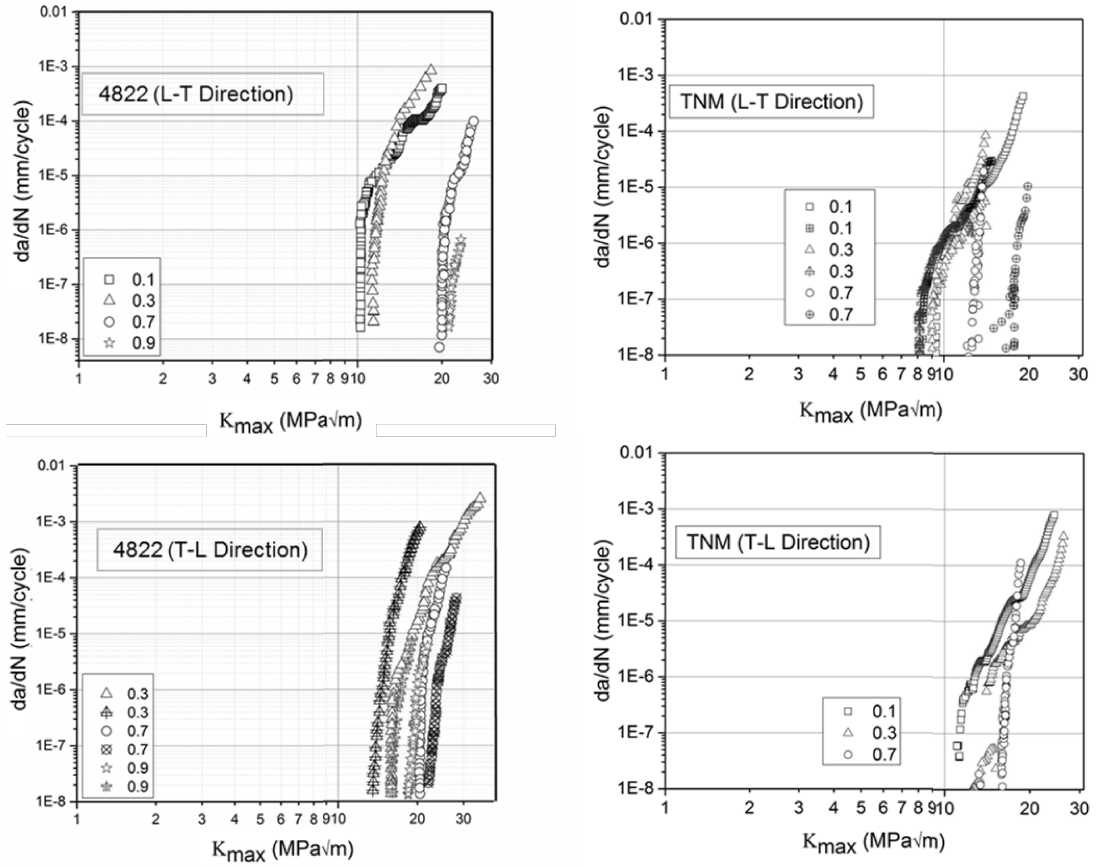 0.01
1E-3
1E-4
1E-5
1E-6
1E-7
1E-8
da/dN (mm/cycle)
4822 (L-T Direction)
0.1
0.3
0.7
0.9
1 2 3 4 5 6 7 8 9 10 20 30
Kmax (MPa√m)
0.01
1E-3
1E-4
1E-5
1E-6
1E-7
1E-8
da/dN (mm/cycle)
TNM (L-T Direction)
0.1
0.1
0.3
0.3
0.7
0.7
1 2 3 4 5 6 7 8 9 10 20 30
Kmax (MPa√m)
0.01
1E-3
1E-4
1E-5
1E-6
1E-7
1E-8
da/dN (mm/cycle)
4822 (T-L Direction)
0.3
0.3
0.7
0.7
0.9
0.9
1 2 3 4 5 6 7 8 9 10 20 30
Kmax (MPa√m)
0.01
1E-3
1E-4
1E-5
1E-6
1E-7
1E-8
da/dN (mm/cycle)
TNM (T-L Direction)
0.1
0.3
0.7
1 2 3 4 5 6 7 8 9 10 20 30
Kmax (MPa√m)